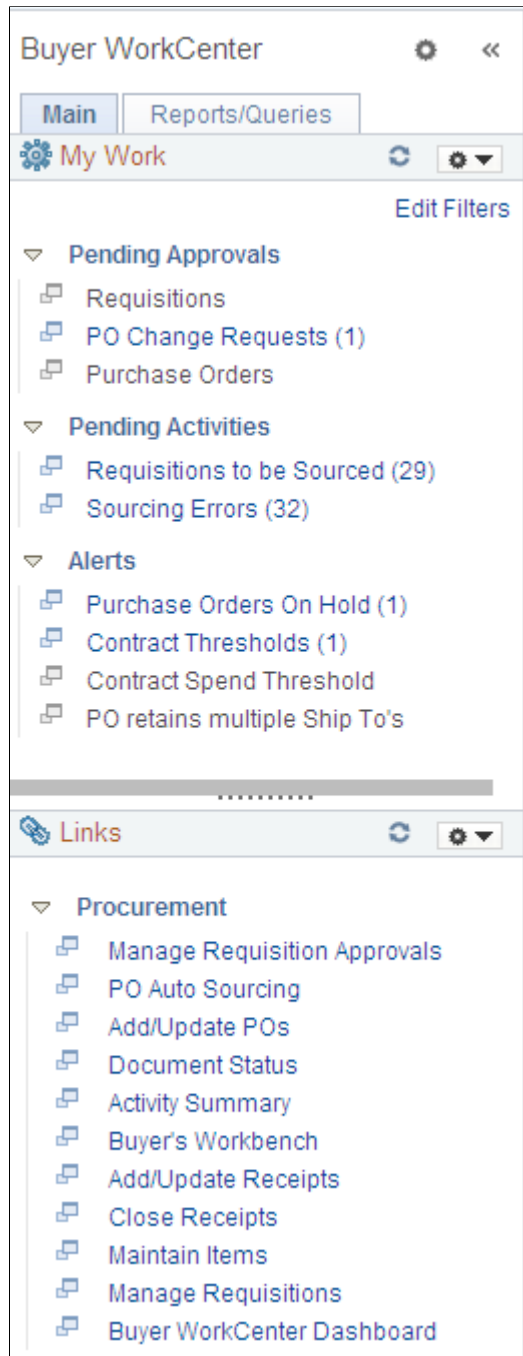 Buyer WorkCenter
Main Reports/Queries
My Work
Edit Filters
Pending Approvals
Requisitions
PO Change Requests (1)
Purchase Orders
Pending Activities
Requisitions to be Sourced (29)
Sourcing Errors (32)
Alerts
Purchase Orders On Hold (1)
Contract Thresholds (1)
Contract Spend Threshold
PO retains multiple Ship To's
Links
Procurement
Manage Requisition Approvals
PO Auto Sourcing
Add/Update POs
Document Status
Activity Summary
Buyer's Workbench
Add/Update Receipts
Close Receipts
Maintain Items
Manage Requisitions
Buyer WorkCenter Dashboard